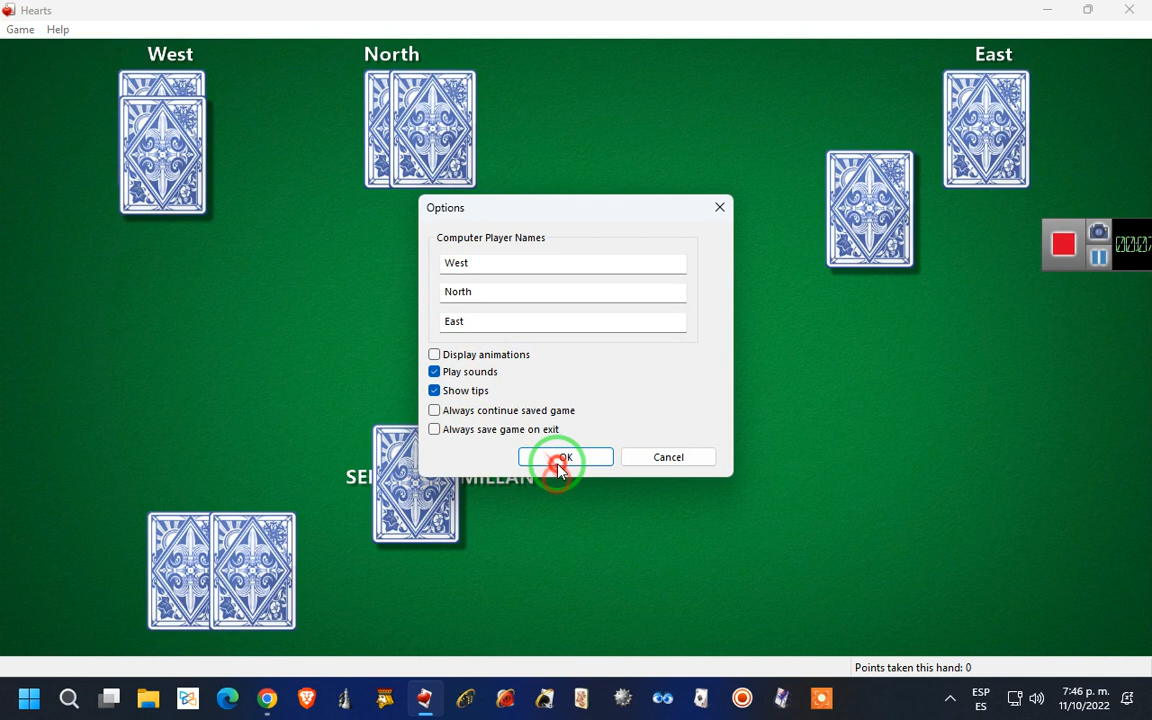 Hearts
Game Help
West North East
Options
Computer Player Names
West
North
East
Display animations
Play sounds
Show tips
Always continue saved game
Always save game on exit
OK Cancel
Points taken this hand: 0
ESP
ES
7:46 p. m.
11/10/2022